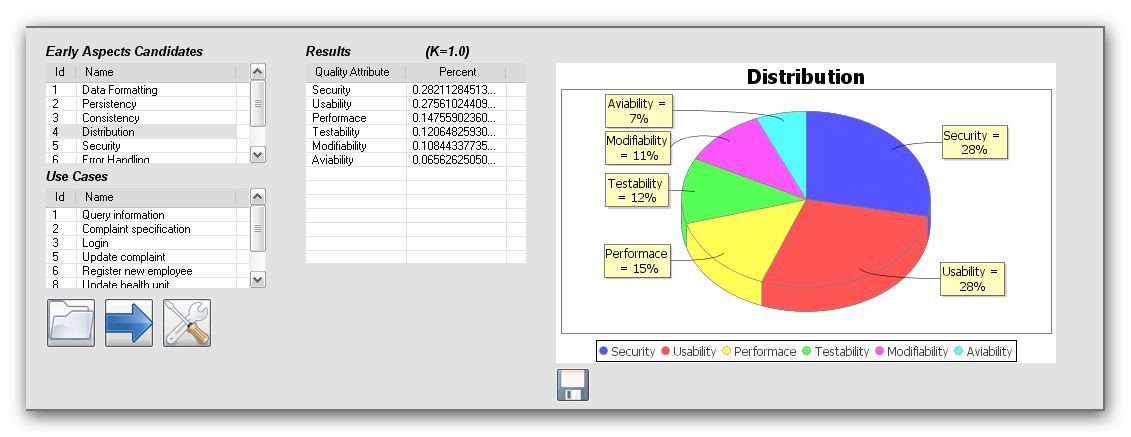 Early Aspects Candidates
Id Name
1 Data Formatting
2 Persistency
3 Consistency
4 Distribution
5 Security
6 Error Handling
Use Cases
Id Name
1 Query information
2 Complaint specification
3 Login
5 Update complaint
6 Register new employee
8 Update health unit
Results (K=1.0)
Quality Attribute Percent
Security 0.28211284513...
Usability 0.27561024409...
Performace 0.14755902360...
Testability 0.12064825930...
Modifiability 0.10844337735...
Aviability 0.06562625050...
Distribution
Aviability =
7%
Modifiability
= 11%
Testability
= 12%
Performace
= 15%
Security =
28%
Usability =
28%
Security Usability Performace Testability Modifiability Aviability